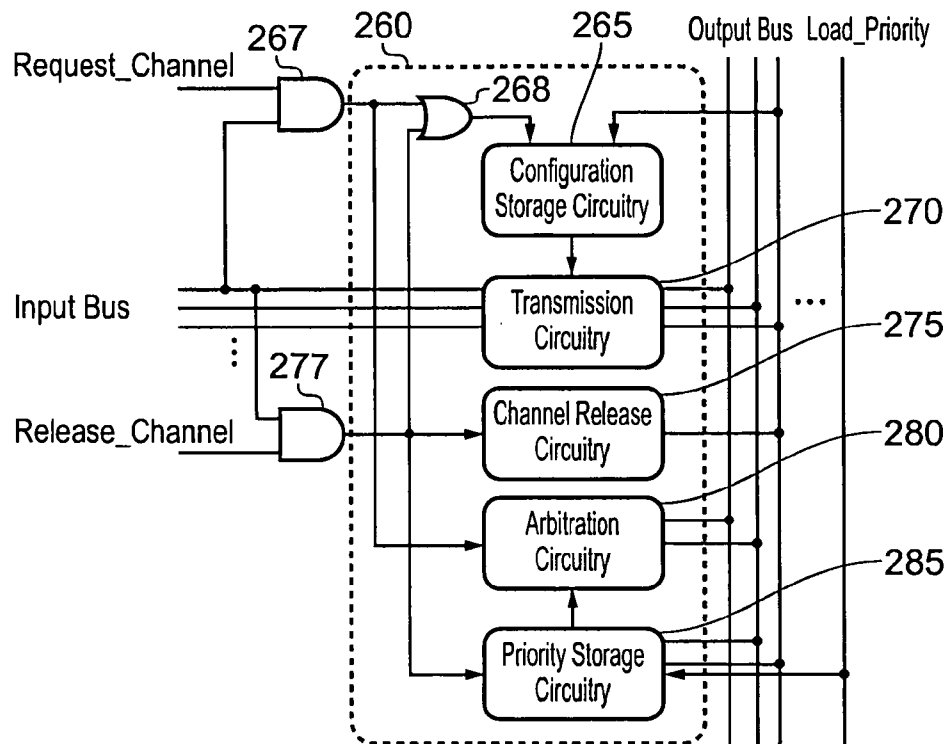 267
260
265
Output Bus
Load_Priority
Request_Channel
268
Configuration
Storage Circuitry
270
Input Bus
Transmission
Circuitry
...
275
277
Channel Release
Circuitry
Release_Channel
280
Arbitration
Circuitry
285
Priority Storage
Circuitry